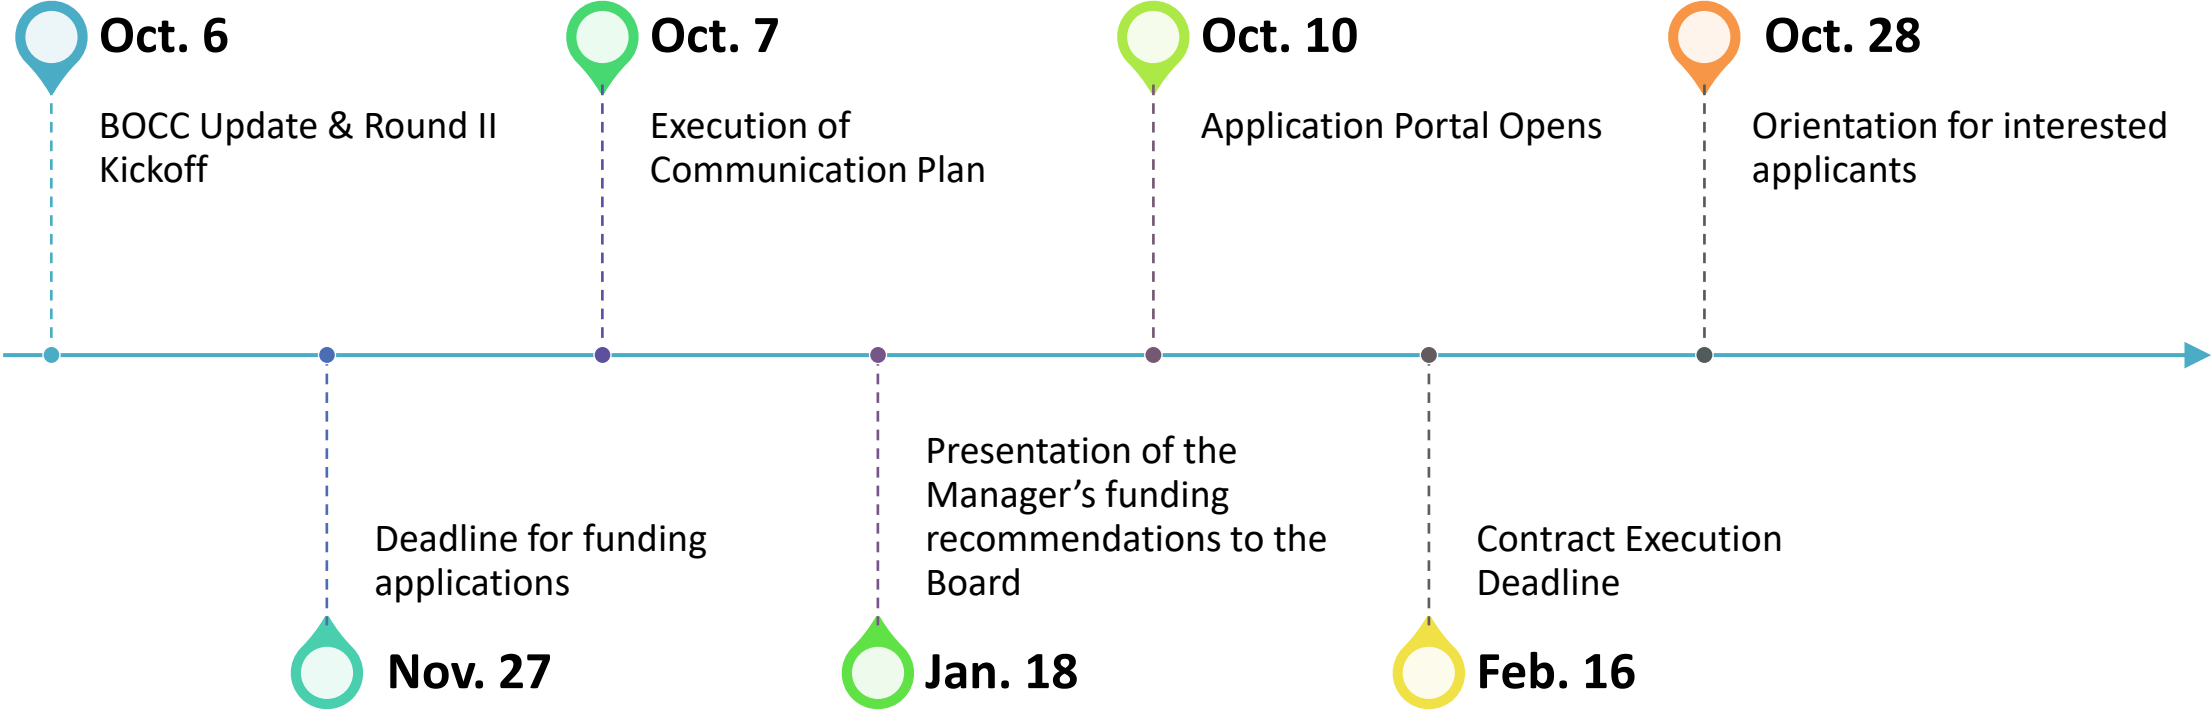 Oct. 6
BOCC Update & Round II
Kickoff
Oct. 7
Execution of
Communication Plan
Oct. 10
Application Portal Opens
Oct. 28
Orientation for interested
applicants
Deadline for funding
applications
Nov. 27
Presentation of the
Manager’s funding
recommendations to the
Board
Jan. 18
Contract Execution
Deadline
Feb. 16